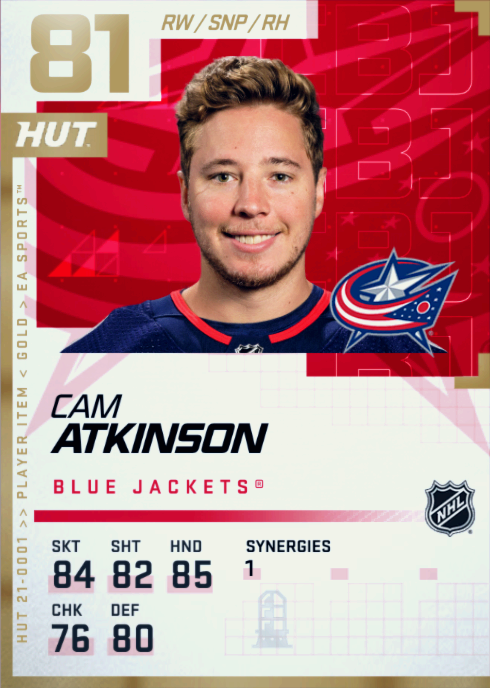 81
RW / SNP / RH
HUT
BJ
HUT 21-0001 >> PLAYER ITEM < GOLD > EA SPORTS™
CAM
ATKINSON
BLUE JACKETS®
NHL
SKT SHT HND SYNERGIES
84 82 85 1
CHK DEF
76 80